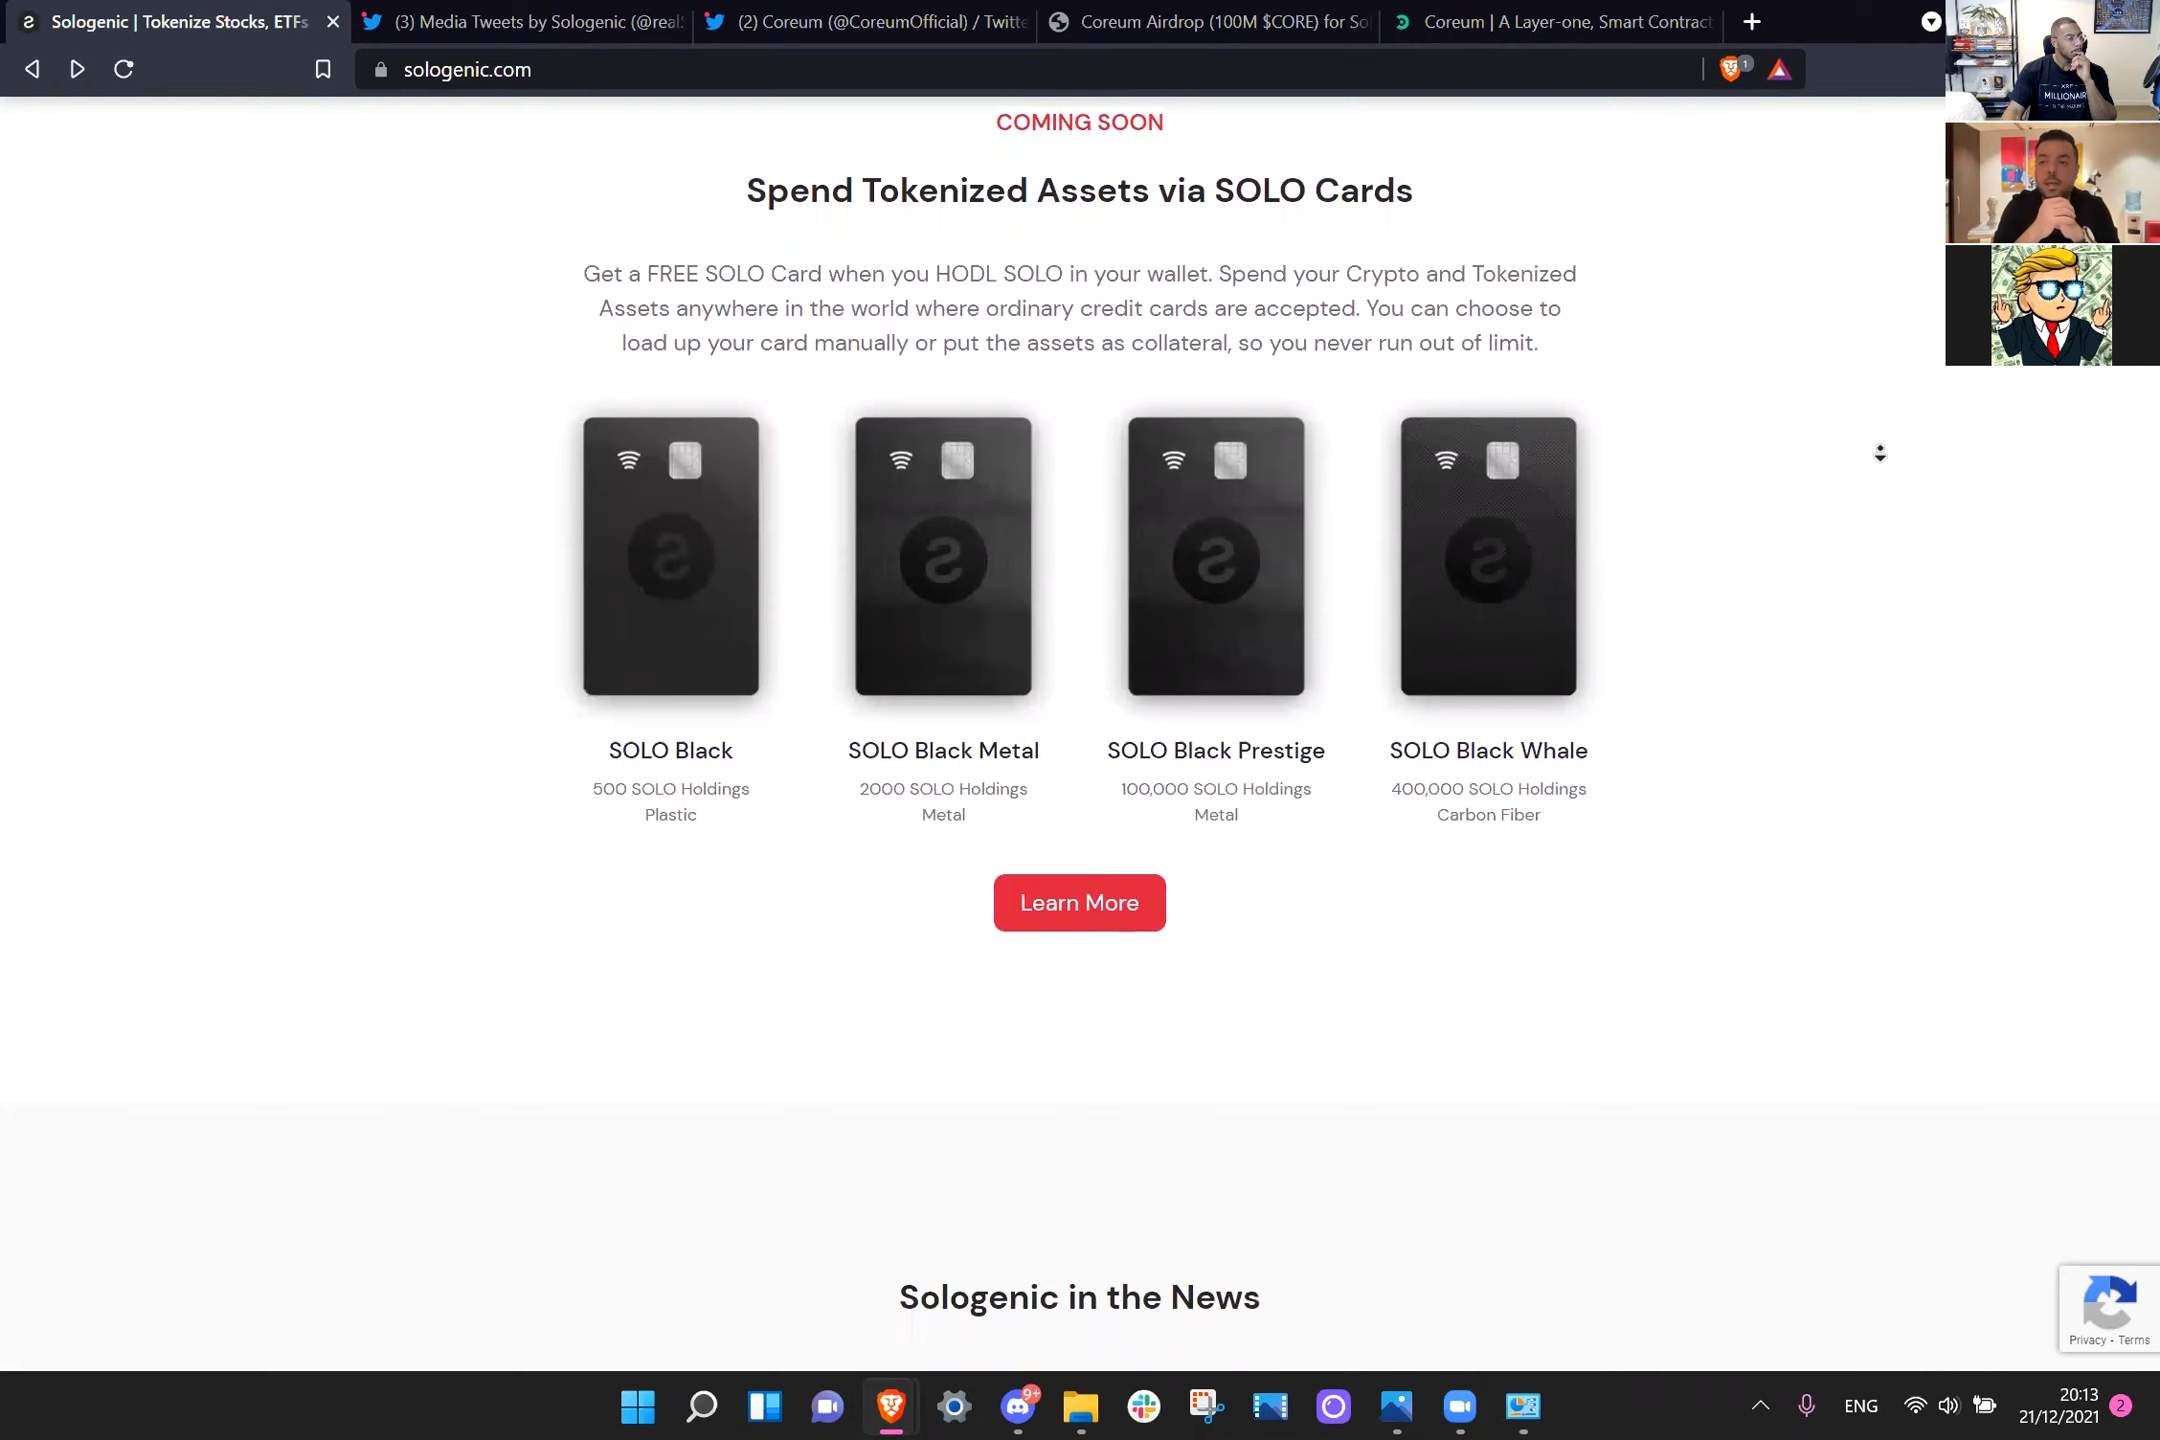 Sologenic | Tokenize Stocks, ETFs
(3) Media Tweets by Sologenic (@real
(2) Coreum (@CoreumOfficial) / Twitte
Coreum Airdrop (100M $CORE) for So
Coreum | A Layer-one, Smart Contract
sologenic.com
1
XRP
MILLIONAIR
COMING SOON
Spend Tokenized Assets via SOLO Cards
Get a FREE SOLO Card when you HODL SOLO in your wallet. Spend your Crypto and Tokenized
Assets anywhere in the world where ordinary credit cards are accepted. You can choose to
load up your card manually or put the assets as collateral, so you never run out of limit.
SOLO Black
500 SOLO Holdings
Plastic
SOLO Black Metal
2000 SOLO Holdings
Metal
SOLO Black Prestige
100,000 SOLO Holdings
Metal
SOLO Black Whale
400,000 SOLO Holdings
Carbon Fiber
Learn More
Sologenic in the News
Privacy - Terms
9+
ENG
20:13
21/12/2021
2